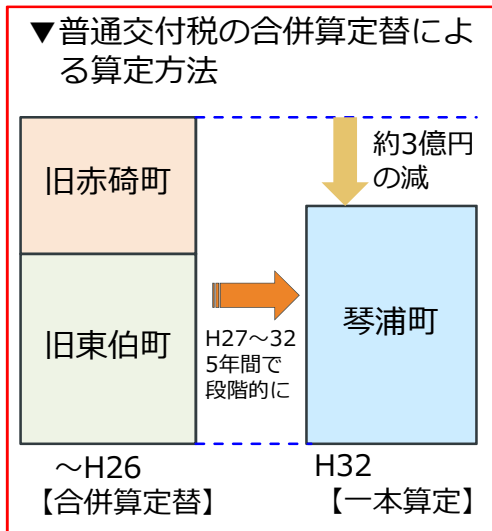 ▼普通交付税の合併算定替によ
る算定方法
旧赤碕町
旧東伯町
H27～32
5年間で
段階的に
約3億円
の減
琴浦町
～H26
【合併算定替】
H32
【一本算定】